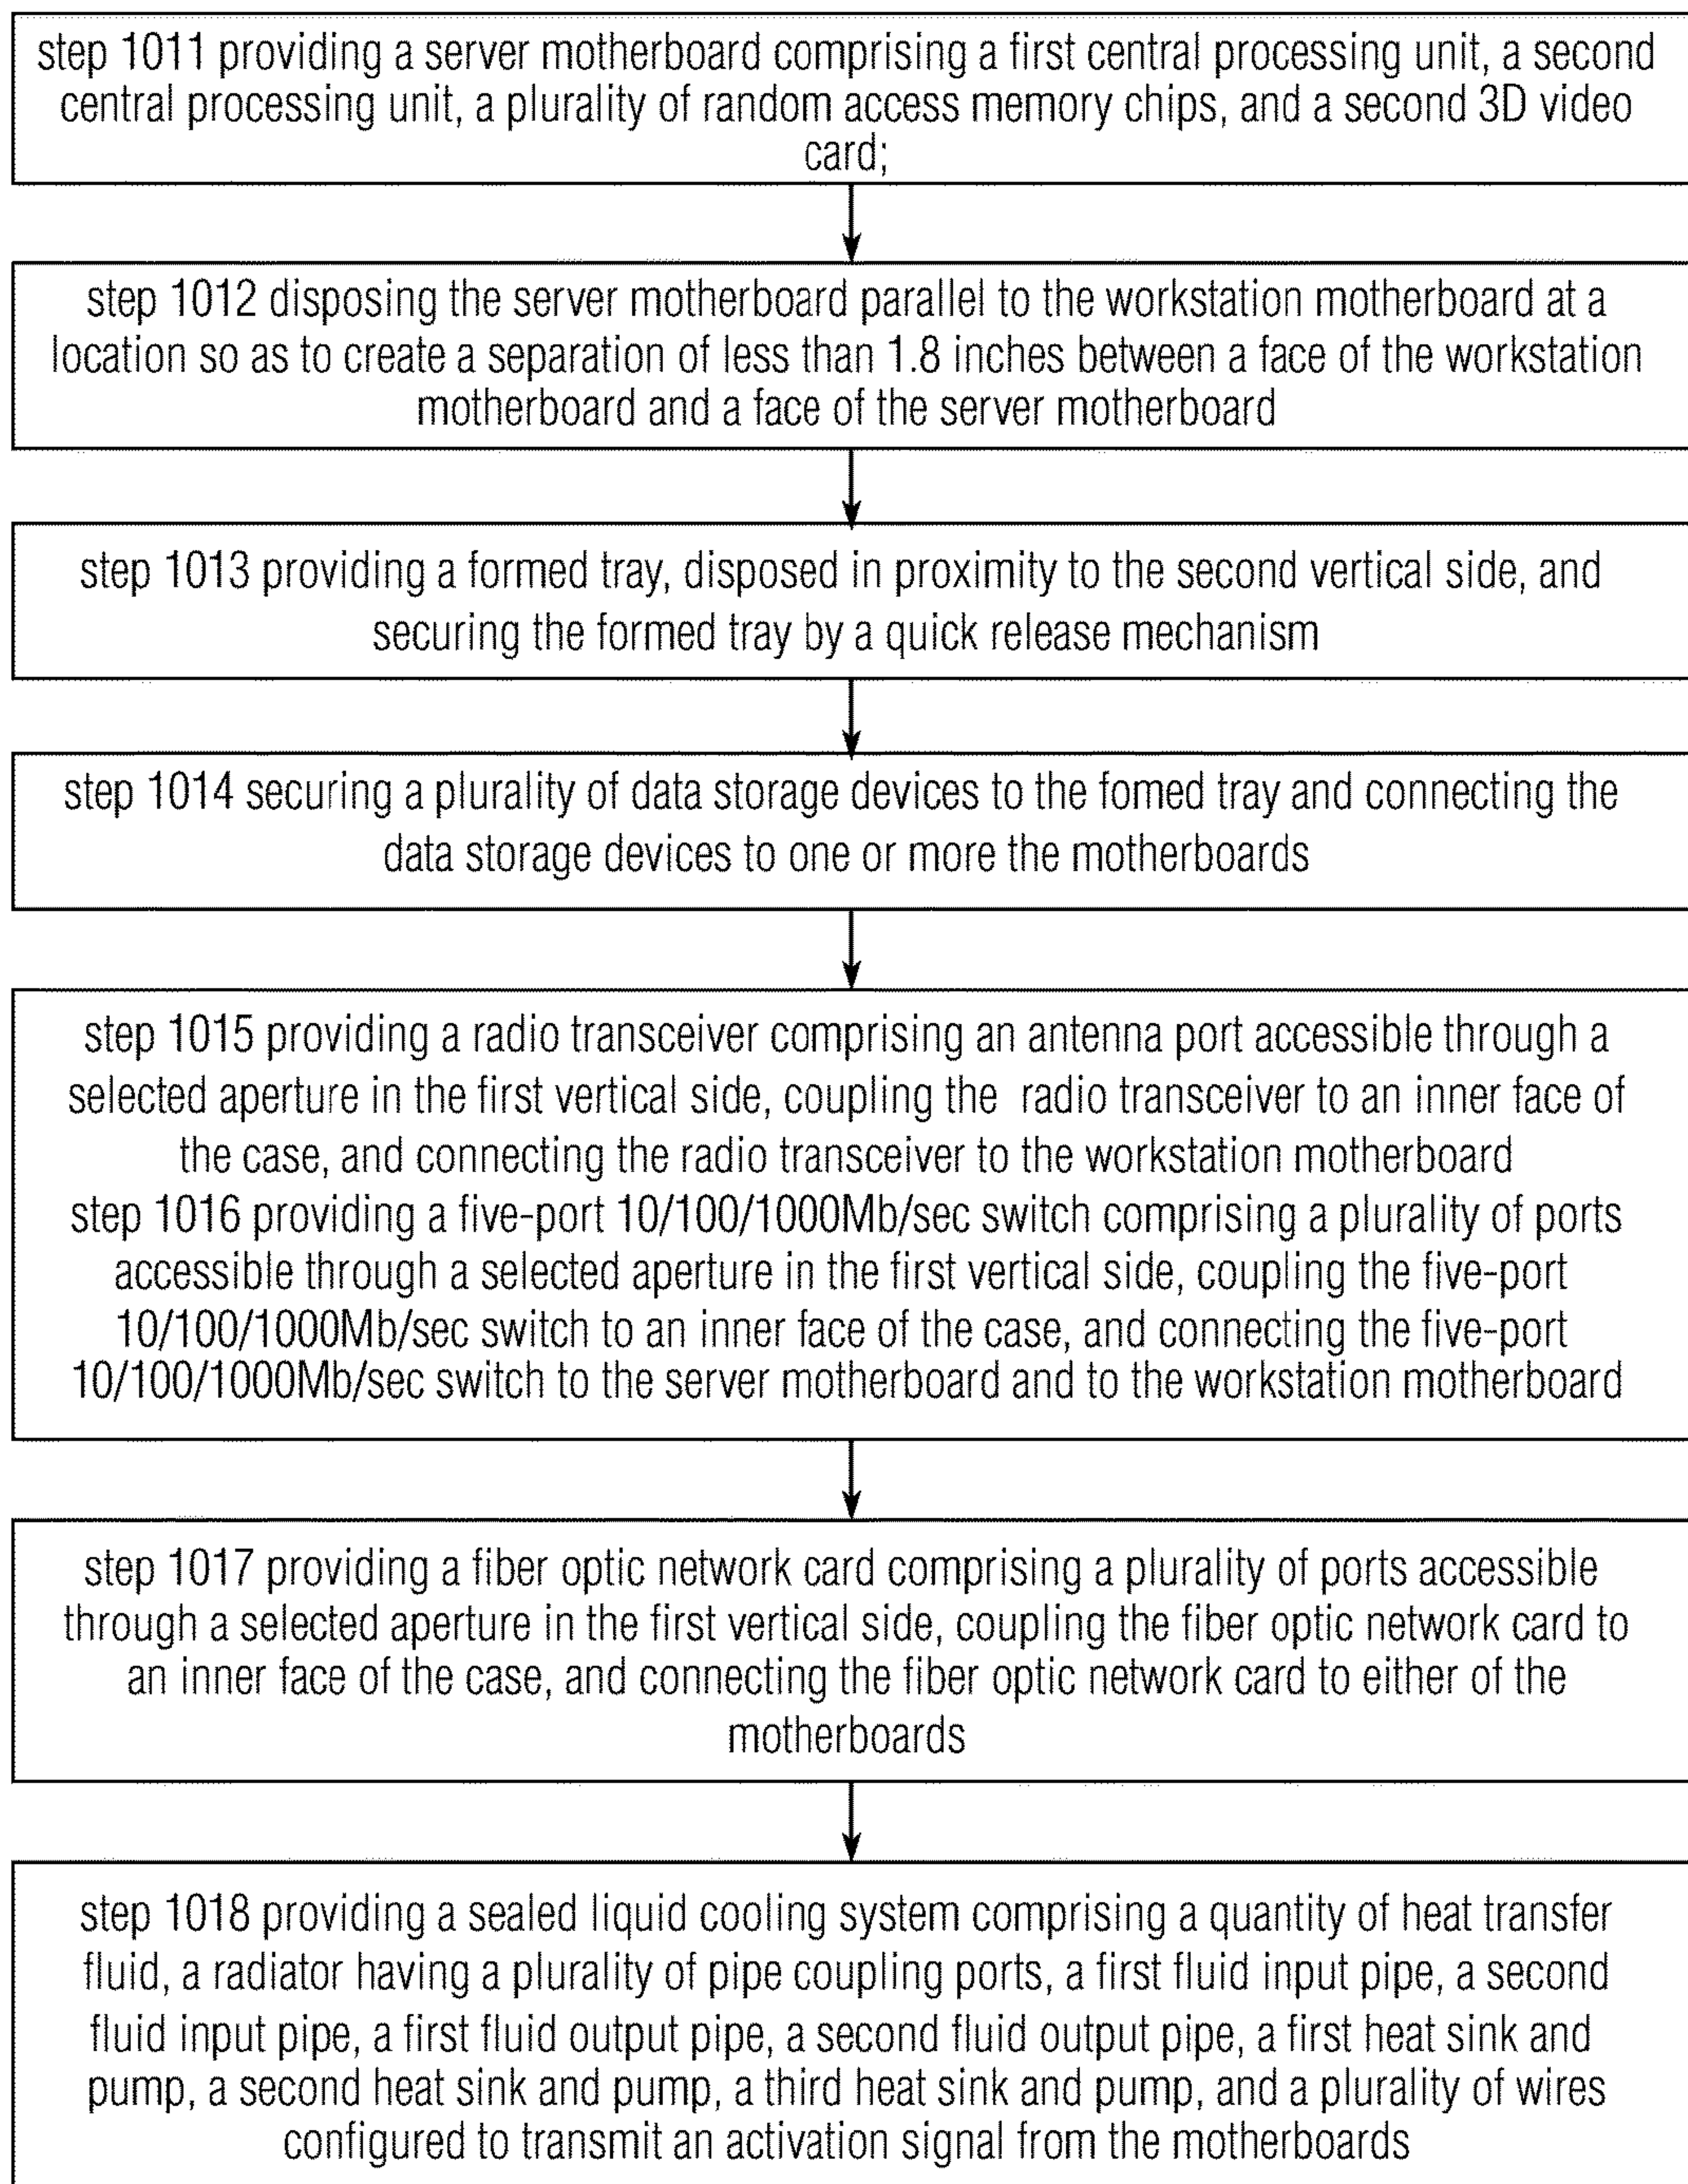 step 1011 providing a server motherboard comprising a first central processing unit, a second
central processing unit, a plurality of random access memory chips, and a second 3D video
card;
step 1012 disposing the server motherboard parallel to the workstation motherboard at a
location so as to create a separation of less than 1.8 inches between a face of the workstation
motherboard and a face of the server motherboard
step 1013 providing a formed tray, disposed in proximity to the second vertical side, and
securing the formed tray by a quick release mechanism
step 1014 securing a plurality of data storage devices to the fomed tray and connecting the
data storage devices to one or more the motherboards
step 1015 providing a radio transceiver comprising an antenna port accessible through a
selected aperture in the first vertical side, coupling the radio transceiver to an inner face of
the case, and connecting the radio transceiver to the workstation motherboard
step 1016 providing a five-port 10/100/1000Mb/sec switch comprising a plurality of ports
accessible through a selected aperture in the first vertical side, coupling the five-port
10/100/1000Mb/sec switch to an inner face of the case, and connecting the five-port
10/100/1000Mb/sec switch to the server motherboard and to the workstation motherboard
step 1017 providing a fiber optic network card comprising a plurality of ports accessible
through a selected aperture in the first vertical side, coupling the fiber optic network card to
an inner face of the case, and connecting the fiber optic network card to either of the
motherboards
step 1018 providing a sealed liquid cooling system comprising a quantity of heat transfer
fluid, a radiator having a plurality of pipe coupling ports, a first fluid input pipe, a second
fluid input pipe, a first fluid output pipe, a second fluid output pipe, a first heat sink and
pump, a second heat sink and pump, a third heat sink and pump, and a plurality of wires
configured to transmit an activation signal from the motherboards